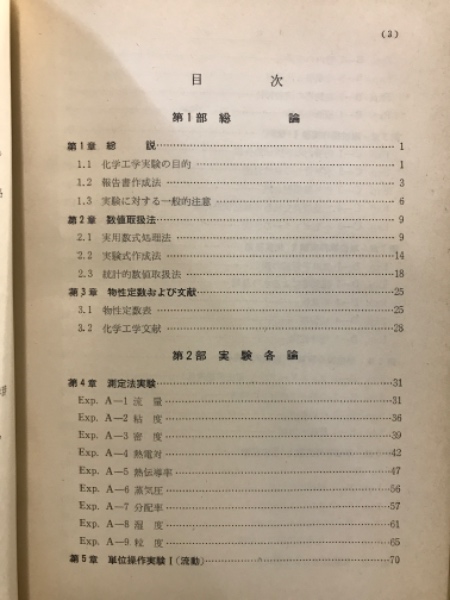 (3)
目 次
第1部 総 論
第1章 総 説 1
1.1 化学工学実験の目的 1
1.2 報告書作成法 3
1.3 実験に対する一般的注意 6
第2章 数値取扱法 9
2.1 実用数式処理法 9
2.2 実験式作成法 14
2.3 統計的数値取扱法 18
第3章 物性定数および文献 25
3.1 物性定数表 25
3.2 化学工学文献 28
第2部 実験各論
第4章 測定法実験 31
Exp. A—1 流 量 31
Exp. A—2 粘 度 36
Exp. A—3 密 度 39
Exp. A—4 熱電対 42
Exp. A—5 熱伝導率 47
Exp. A—6 蒸気圧 56
Exp. A—7 分配率 57
Exp. A—8 湿 度 61
Exp. A—9. 粒 度 65
第5章 単位操作実験 I (流動) 70